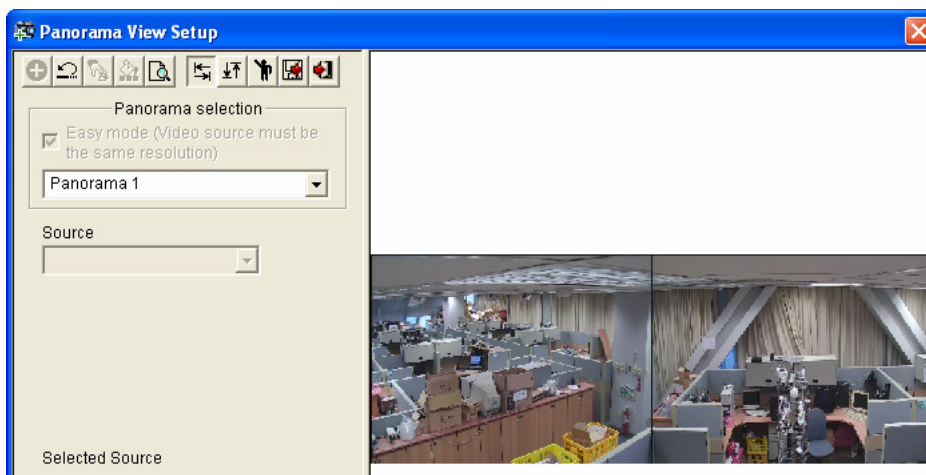 Panorama View Setup
Panorama selection
Easy mode (Video source must be
the same resolution)
Panorama 1
Source
Selected Source